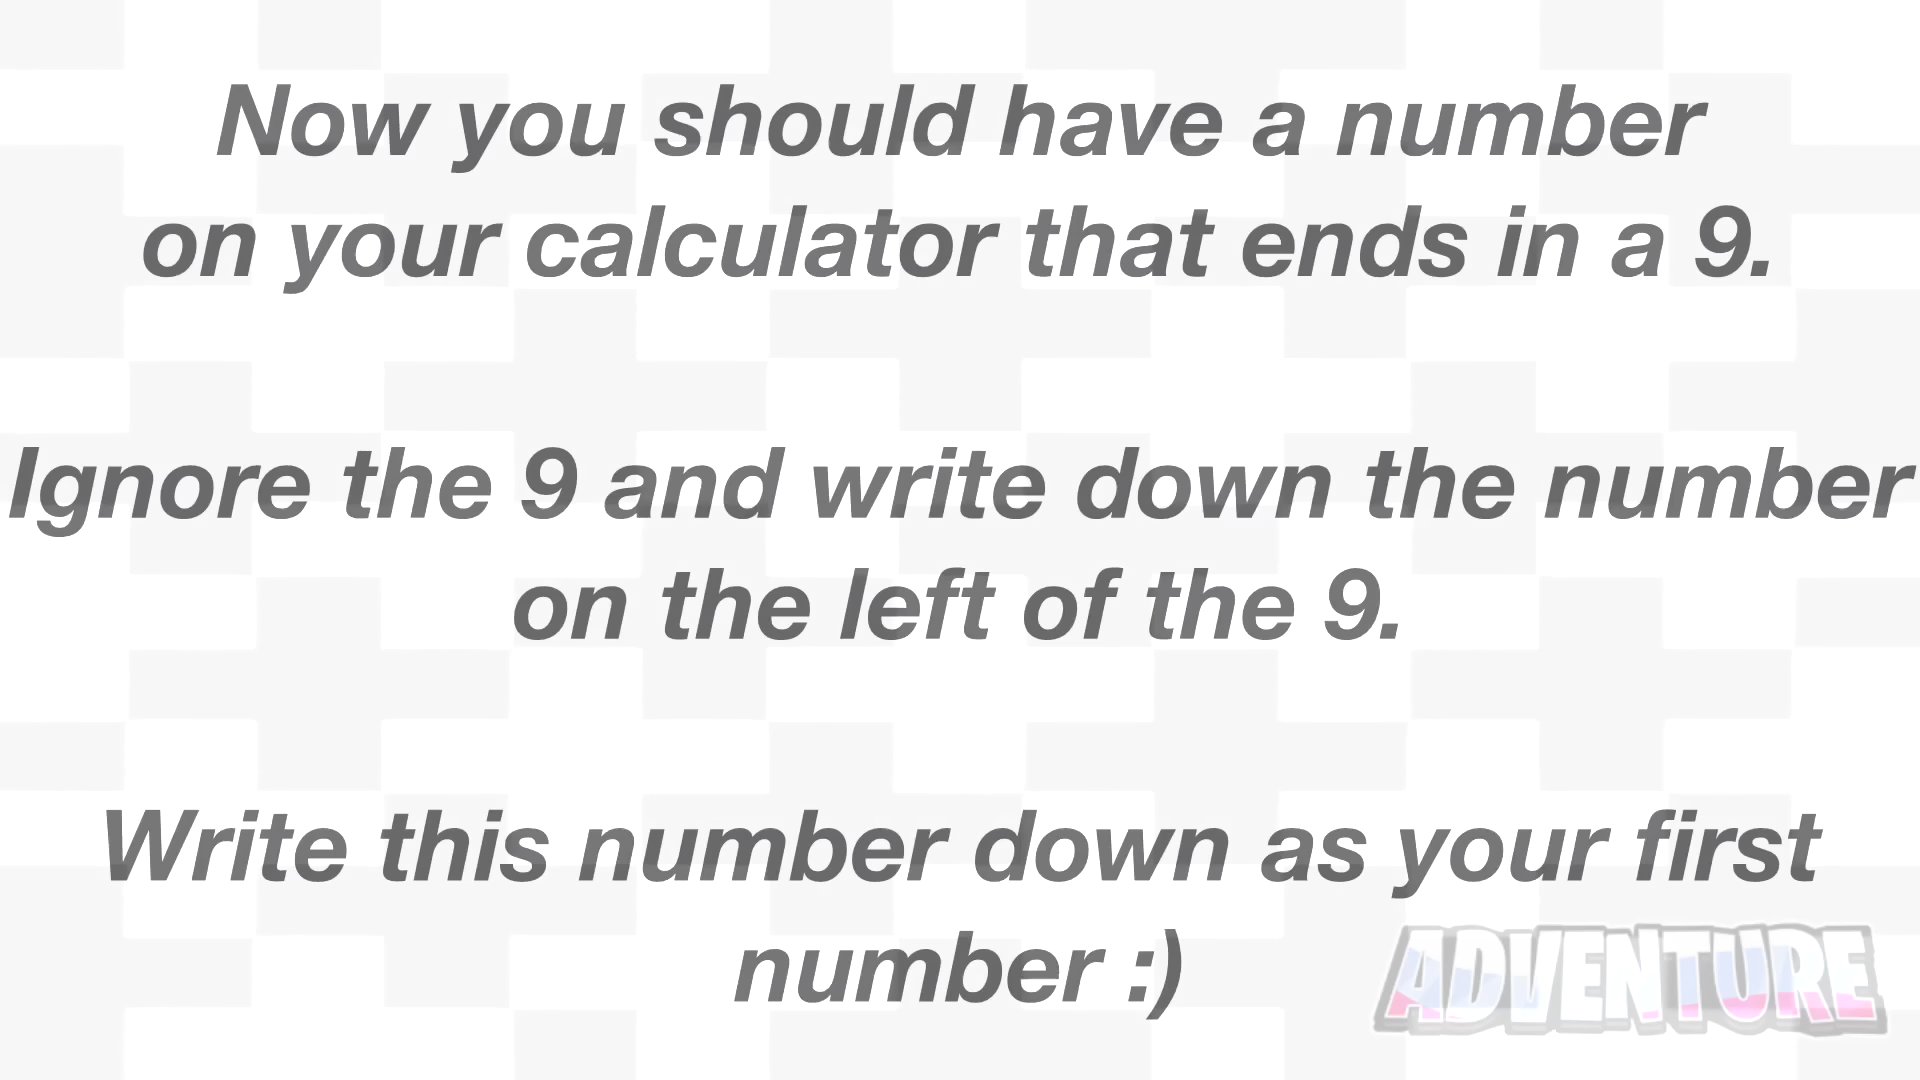 Now you should have a number
on your calculator that ends in a 9.
Ignore the 9 and write down the number
on the left of the 9.
Write this number down as your first
number :)
ADVENTURE